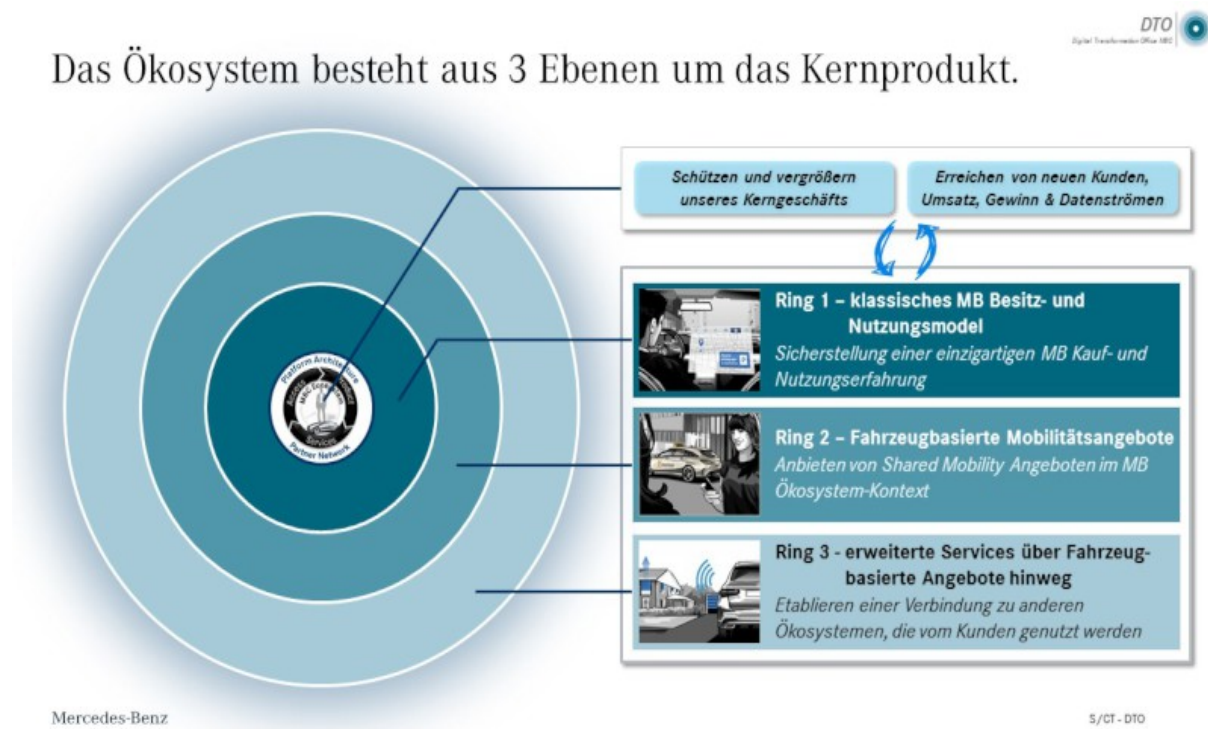 DTO
Digital Transformation Office MBC
Das Ökosystem besteht aus 3 Ebenen um das Kernprodukt.
Schützen und vergrößern
unseres Kerngeschäfts
Erreichen von neuen Kunden,
Umsatz, Gewinn & Datenströmen
Platform Architecture
Access
Services
Partner Network
Ring 1 – klassisches MB Besitz- und
Nutzungsmodel
Sicherstellung einer einzigartigen MB Kauf- und
Nutzungserfahrung
Ring 2 – Fahrzeugbasierte Mobilitätsangebote
Anbieten von Shared Mobility Angeboten im MB
Ökosystem-Kontext
Ring 3 - erweiterte Services über Fahrzeug-
basierte Angebote hinweg
Etablieren einer Verbindung zu anderen
Ökosystemen, die vom Kunden genutzt werden
Mercedes-Benz
S/CT - DTO